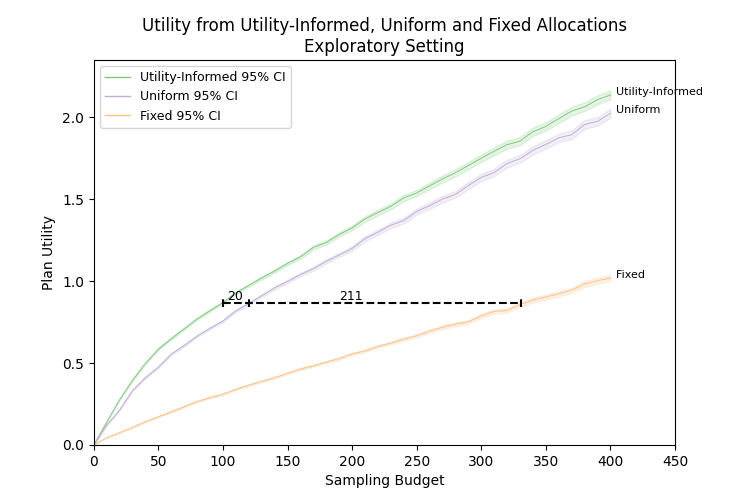 Utility from Utility-Informed, Uniform and Fixed Allocations
Exploratory Setting
Utility-Informed 95% CI
Uniform 95% CI
Fixed 95% CI
Utility-Informed
Uniform
Fixed
20
211
Plan Utility
2.0
1.5
1.0
0.5
0.0
0
50
100
150
200
250
300
350
400
450
Sampling Budget